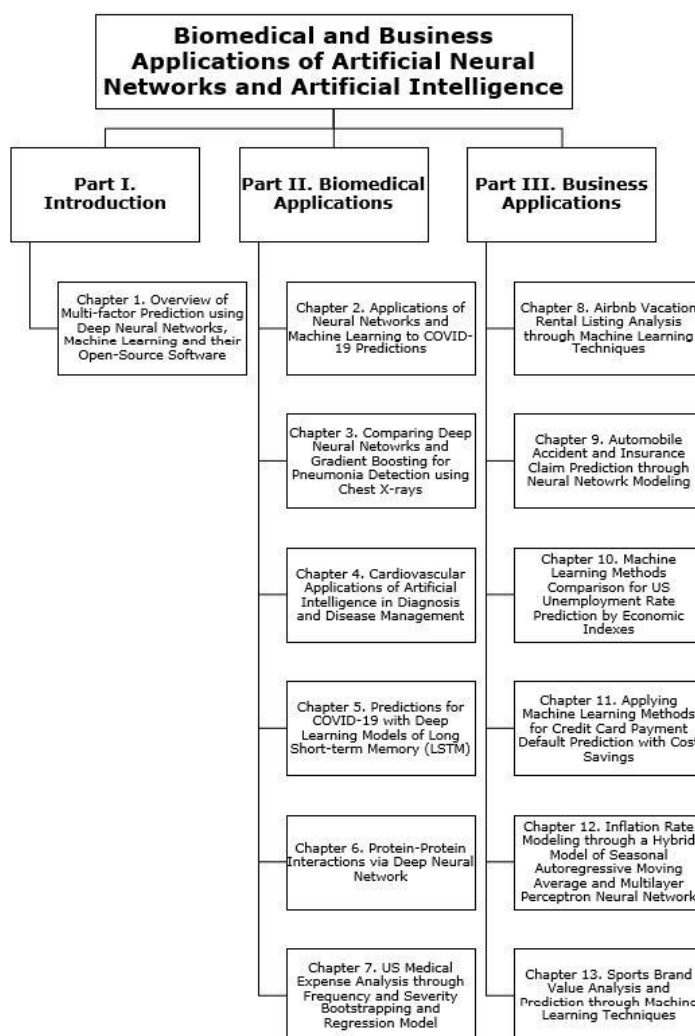 Biomedical and Business
Applications of Artificial Neural
Networks and Artificial Intelligence
Part I.
Introduction
Chapter 1. Overview of
Multi-factor Prediction using
Deep Neural Networks,
Machine Learning and their
Open-Source Software
Part II. Biomedical
Applications
Chapter 2. Applications of
Neural Networks and
Machine Learning to COVID-
19 Predictions
Chapter 3. Comparing Deep
Neural Netowrks and
Gradient Boosting for
Pneumonia Detection using
Chest X-rays
Chapter 4. Cardiovascular
Applications of Artificial
Intelligence in Diagnosis
and Disease Management
Chapter 5. Predictions for
COVID-19 with Deep
Learning Models of Long
Short-term Memory (LSTM)
Chapter 6. Protein-Protein
Interactions via Deep Neural
Network
Chapter 7. US Medical
Expense Analysis through
Frequency and Severity
Bootstrapping and
Regression Model
Part III. Business
Applications
Chapter 8. Airbnb Vacation
Rental Listing Analysis
through Machine Learning
Techniques
Chapter 9. Automobile
Accident and Insurance
Claim Prediction through
Neural Netowrk Modeling
Chapter 10. Machine
Learning Methods
Comparison for US
Unemployment Rate
Prediction by Economic
Indexes
Chapter 11. Applying
Machine Learning Methods
for Credit Card Payment
Default Prediction with Cost
Savings
Chapter 12. Inflation Rate
Modeling through a Hybrid
Model of Seasonal
Autoregressive Moving
Average and Multilayer
Perceptron Neural Network
Chapter 13. Sports Brand
Value Analysis and
Prediction through Machine
Learning Techniques